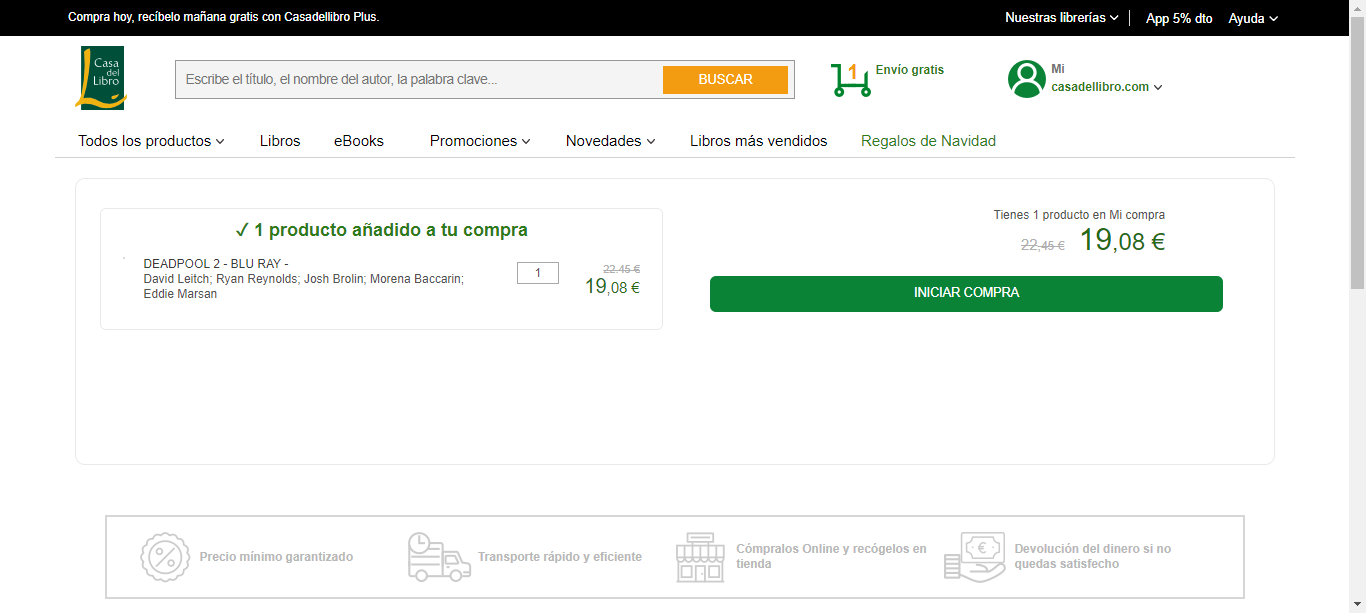 Compra hoy, recíbelo mañana gratis con Casadellibro Plus.
Nuestras librerías
App 5% dto
Ayuda
Casa
del
Libro
Escribe el título, el nombre del autor, la palabra clave...
BUSCAR
1
Envío gratis
Mi
casadellibro.com
Todos los productos
Libros
eBooks
Promociones
Novedades
Libros más vendidos
Regalos de Navidad
✓ 1 producto añadido a tu compra
DEADPOOL 2 - BLU RAY -
David Leitch; Ryan Reynolds; Josh Brolin; Morena Baccarin;
Eddie Marsan
1
22,45 €
19,08 €
Tienes 1 producto en Mi compra
22,45 €
19,08 €
INICIAR COMPRA
Precio mínimo garantizado
Transporte rápido y eficiente
Cómpralos Online y recógelos en
tienda
Devolución del dinero si no
quedas satisfecho